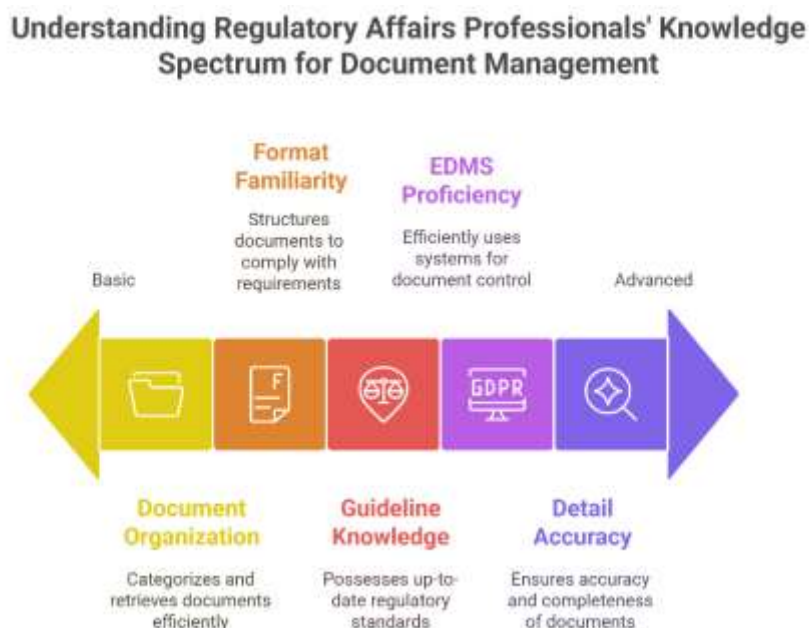 Understanding Regulatory Affairs Professionals' Knowledge
Spectrum for Document Management
Format
Familiarity
Structures
documents to
comply with
requirements
EDMS
Proficiency
Efficiently uses
systems for
document control
Basic
Advanced
F
GDPR
Document
Organization
Categorizes and
retrieves documents
efficiently
Guideline
Knowledge
Possesses up-to-
date regulatory
standards
Detail
Accuracy
Ensures accuracy
and completeness
of documents